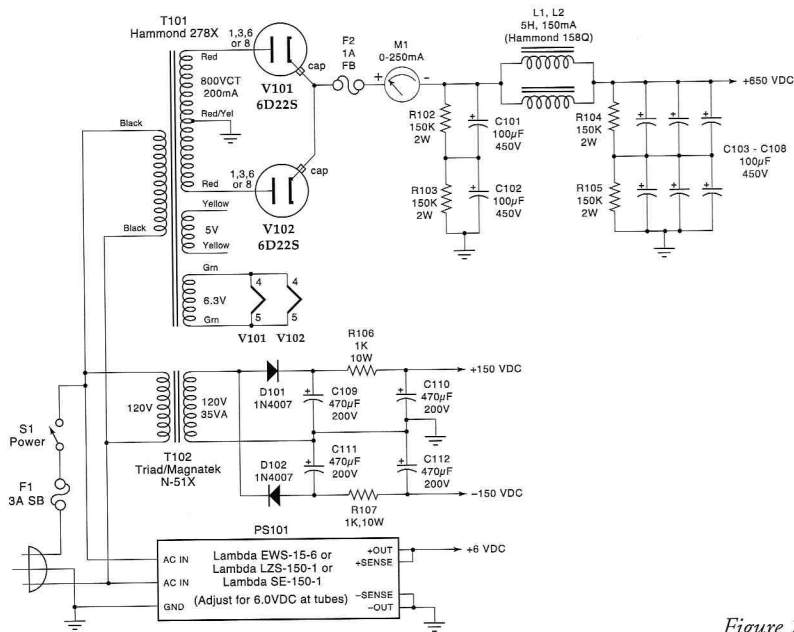 T101
Hammond 278X
1,3,6
or 8
Red
cap
800VCT
200mA
V101
6D22S
Red/Yel
Black
Red
1,3,6
or 8
cap
Black
Yellow
5V
Yellow
V102
6D22S
Grn
6.3V
Grn
4
4
5
5
V101
V102
F2
1A
FB
M1
0-250mA
+
-
L1, L2
5H, 150mA
(Hammond 158Q)
+650 VDC
R102
150K
2W
+
C101
100µF
450V
R103
150K
2W
+
C102
100µF
450V
R104
150K
2W
+
+
+
C103 - C108
100µF
450V
R105
150K
2W
+
+
+
120V
120V
35VA
T102
Triad/Magnatek
N-51X
D101
1N4007
R106
1K
10W
+150 VDC
+
C109
470µF
200V
+
C110
470µF
200V
D102
1N4007
+
C111
470µF
200V
+
C112
470µF
200V
R107
1K,10W
-150 VDC
S1
Power
F1
3A SB
PS101
AC IN
AC IN
GND
Lambda EWS-15-6 or
Lambda LZS-150-1 or
Lambda SE-150-1
(Adjust for 6.0VDC at tubes)
+OUT
+SENSE
−SENSE
−OUT
+6 VDC
Figure